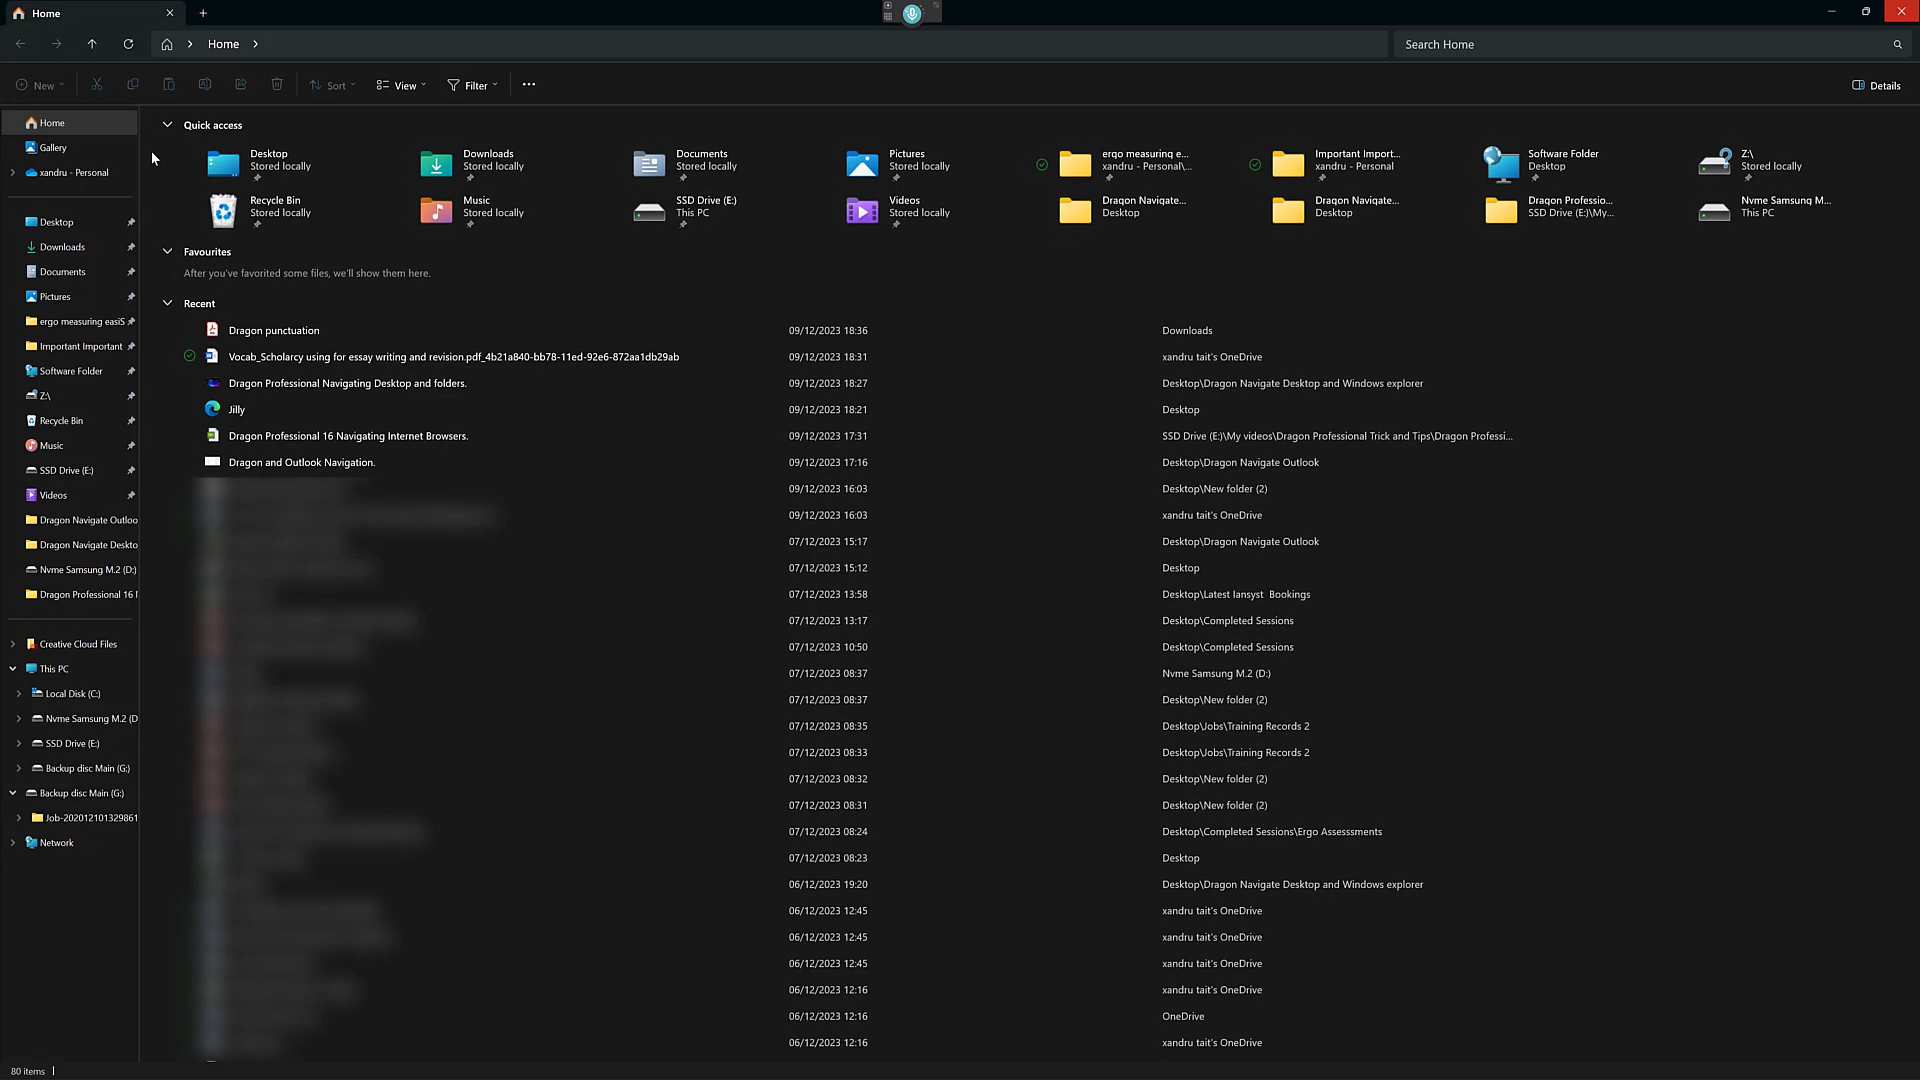 Home
Home
Search Home
New
Sort
View
Filter
Details
Home
Gallery
xandru - Personal
Desktop
Downloads
Documents
Pictures
ergo measuring easiS
Important Important
Software Folder
Z:\
Recycle Bin
Music
SSD Drive (E:)
Videos
Dragon Navigate Outloo
Dragon Navigate Deskto
Nvme Samsung M.2 (D:)
Dragon Professional 16 
Creative Cloud Files
This PC
Local Disk (C:)
Nvme Samsung M.2 (D
SSD Drive (E:)
Backup disc Main (G:)
Backup disc Main (G:)
Job-202012101329861
Network
Quick access
Desktop
Stored locally
Downloads
Stored locally
Documents
Stored locally
Pictures
Stored locally
ergo measuring e...
xandru - Personal\...
Important Import...
xandru - Personal
Software Folder
Desktop
Z:\
Stored locally
Recycle Bin
Stored locally
Music
Stored locally
SSD Drive (E:)
This PC
Videos
Stored locally
Dragon Navigate...
Desktop
Dragon Navigate...
Desktop
Dragon Professio...
SSD Drive (E:)\My...
Nvme Samsung M...
This PC
Favourites
After you've favorited some files, we'll show them here.
Recent
Dragon punctuation 09/12/2023 18:36 Downloads
Vocab_Scholarcy using for essay writing and revision.pdf_4b21a840-bb78-11ed-92e6-872aa1db29ab 09/12/2023 18:31 xandru tait's OneDrive
Dragon Professional Navigating Desktop and folders. 09/12/2023 18:27 Desktop\Dragon Navigate Desktop and Windows explorer
Jilly 09/12/2023 18:21 Desktop
Dragon Professional 16 Navigating Internet Browsers. 09/12/2023 17:31 SSD Drive (E:)\My videos\Dragon Professional Trick and Tips\Dragon Professi...
Dragon and Outlook Navigation. 09/12/2023 17:16 Desktop\Dragon Navigate Outlook
09/12/2023 16:03 Desktop\New folder (2)
09/12/2023 16:03 xandru tait's OneDrive
07/12/2023 15:17 Desktop\Dragon Navigate Outlook
07/12/2023 15:12 Desktop
07/12/2023 13:58 Desktop\Latest Iansyst  Bookings
07/12/2023 13:17 Desktop\Completed Sessions
07/12/2023 10:50 Desktop\Completed Sessions
07/12/2023 08:37 Nvme Samsung M.2 (D:)
07/12/2023 08:37 Desktop\New folder (2)
07/12/2023 08:35 Desktop\Jobs\Training Records 2
07/12/2023 08:33 Desktop\Jobs\Training Records 2
07/12/2023 08:32 Desktop\New folder (2)
07/12/2023 08:31 Desktop\New folder (2)
07/12/2023 08:24 Desktop\Completed Sessions\Ergo Assesssments
07/12/2023 08:23 Desktop
06/12/2023 19:20 Desktop\Dragon Navigate Desktop and Windows explorer
06/12/2023 12:45 xandru tait's OneDrive
06/12/2023 12:45 xandru tait's OneDrive
06/12/2023 12:45 xandru tait's OneDrive
06/12/2023 12:16 xandru tait's OneDrive
06/12/2023 12:16 OneDrive
06/12/2023 12:16 xandru tait's OneDrive
80 items